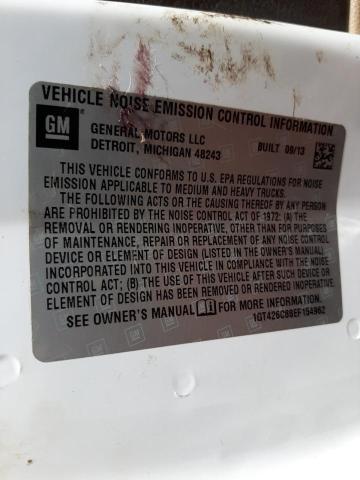 VEHICLE NOISE EMISSION CONTROL INFORMATION
GM
GENERAL MOTORS LLC
DETROIT, MICHIGAN 48243
BUILT 09/13
THIS VEHICLE CONFORMS TO U.S. EPA REGULATIONS FOR NOISE
EMISSION APPLICABLE TO MEDIUM AND HEAVY TRUCKS.
THE FOLLOWING ACTS OR THE CAUSING THEREOF BY ANY PERSON
ARE PROHIBITED BY THE NOISE CONTROL ACT OF 1972: (A) THE
REMOVAL OR RENDERING INOPERATIVE, OTHER THAN FOR PURPOSES
OF MAINTENANCE, REPAIR OR REPLACEMENT OF ANY NOISE CONTROL
DEVICE OR ELEMENT OF DESIGN (LISTED IN THE OWNER'S MANUAL)
INCORPORATED INTO THIS VEHICLE IN COMPLIANCE WITH THE NOISE
CONTROL ACT; (B) THE USE OF THIS VEHICLE AFTER SUCH DEVICE OR
ELEMENT OF DESIGN HAS BEEN REMOVED OR RENDERED INOPERATIVE.
SEE OWNER'S MANUAL
1GT426C88EF154962